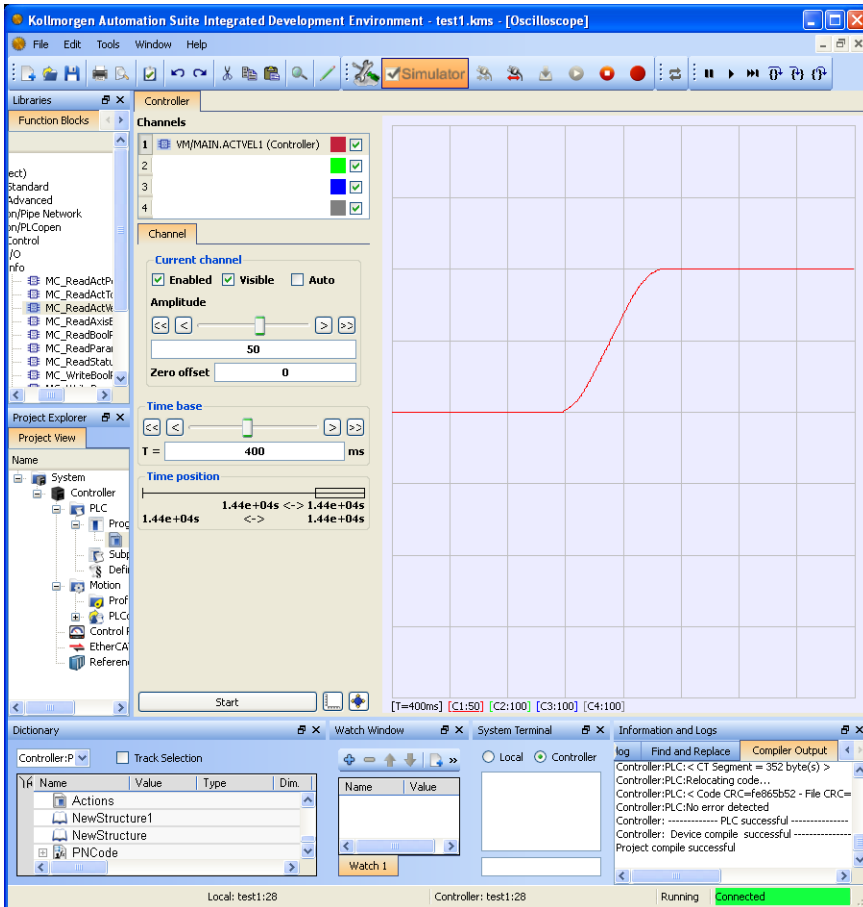 Kollmorgen Automation Suite Integrated Development Environment - test1.kms - [Oscilloscope]
File Edit Tools Window Help
Simulator
Libraries
Function Blocks
ect)
Standard
Advanced
on/Pipe Network
on/PLCopen
Control
/O
nfo
MC_ReadActP
MC_ReadActTo
MC_ReadActVe
MC_ReadAxisE
MC_ReadBoolF
MC_ReadParar
MC_ReadStatu
MC_WriteBoolF
Project Explorer
Project View
Name
System
Controller
PLC
Prog
Subp
Defin
Motion
Prof
PLCo
Control P
EtherCA
Referen
Controller
Channels
1 VM/MAIN.ACTVEL1 (Controller)
2
3
4
Channel
Current channel
Enabled Visible Auto
Amplitude
<< < > >>
50
Zero offset 0
Time base
<< < > >>
T = 400 ms
Time position
1.44e+04s <-> 1.44e+04s
1.44e+04s <-> 1.44e+04s
Start
[T=400ms] [C1:50] [C2:100] [C3:100] [C4:100]
Dictionary
Controller:P Track Selection
Name Value Type Dim.
Actions
NewStructure1
NewStructure
PNCode
Watch Window
Name Value
Watch 1
System Terminal
Local Controller
Information and Logs
log Find and Replace Compiler Output
Controller:PLC:< CT Segment = 352 byte(s) >
Controller:PLC:Relocating code...
Controller:PLC:< Code CRC=fe865b52 - File CRC=
Controller:PLC:No error detected
Controller: ------------- PLC successful ---------------
Controller: Device compile successful ---------------
Project compile successful
Local: test1:28 Controller: test1:28 Running Connected